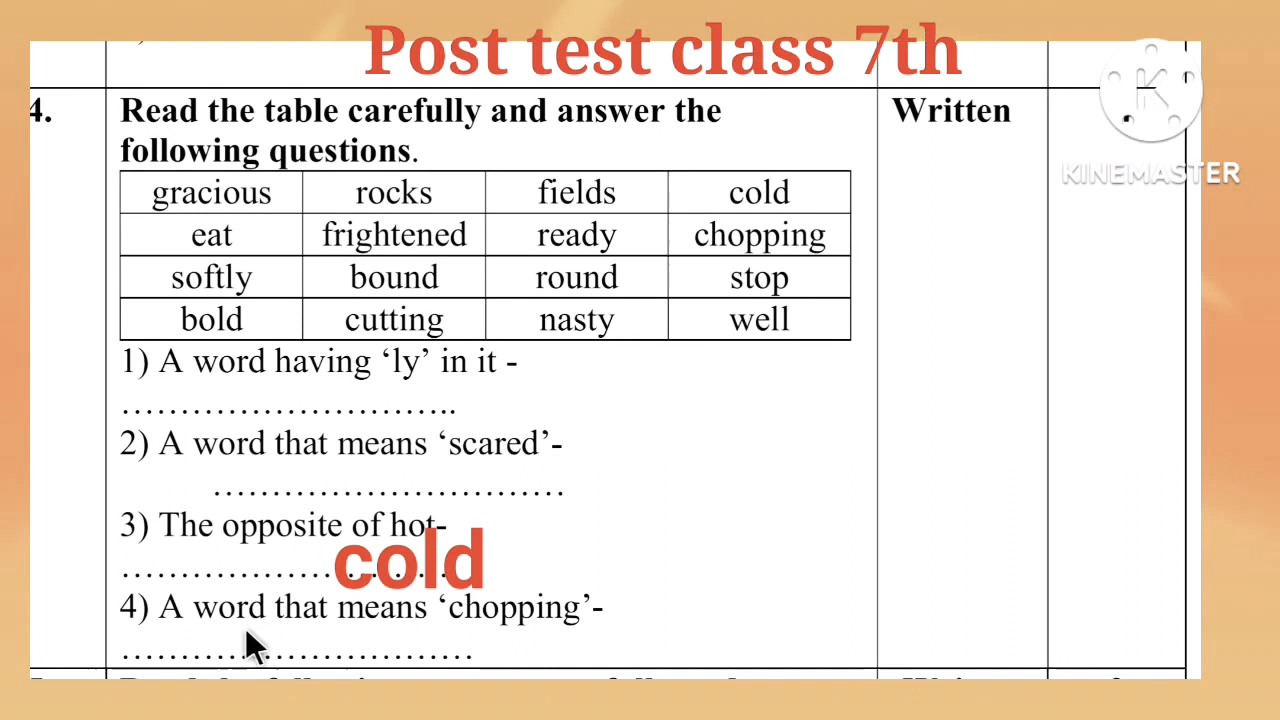 Post test class 7th
4. Read the table carefully and answer the Written
following questions.
gracious rocks fields cold
eat frightened ready chopping
softly bound round stop
bold cutting nasty well
1) A word having ‘ly’ in it -
………………………..
2) A word that means ‘scared’-
…………………………
3) The opposite of hot-
cold
4) A word that means ‘chopping’-
…………………………
KINEMASTER